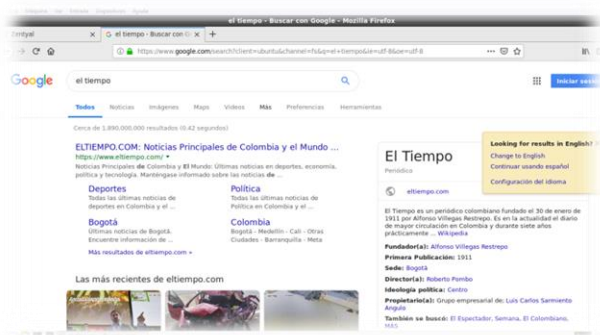 el tiempo - Buscar con Google - Mozilla Firefox
Zentyal
el tiempo - Buscar con Go
https://www.google.com/search?client=ubuntu&channel=fs&q=el+tiempo&ie=utf-8&oe=utf-8
Google
el tiempo
Iniciar
Todos Noticias Imágenes Maps Vídeos Más Preferencias Herramientas
Cerca de 1,890,000,000 resultados (0.42 segundos)
ELTIEMPO.COM: Noticias Principales de Colombia y el Mundo ...
https://www.eltiempo.com/
Noticias Principales de Colombia y El Mundo: Últimas noticias en deportes, economía,
política y tecnología. Manténgase informado sobre las noticias de ...
Deportes
Todas las últimas noticias de
deportes en Colombia y el ...
Política
Todas las últimas noticias de
Política en Colombia y el ...
Bogotá
Últimas noticias de Bogotá.
Encuentre información de ...
Colombia
Bogotá - Medellín - Cali - Otras
Ciudades - Barranquilla - Meta
Más resultados de eltiempo.com »
Las más recientes de eltiempo.com
Looking for results in English?
Change to English
Continuar usando español
Configuración del idioma
El Tiempo
Periódico
eltiempo.com
El Tiempo es un periódico colombiano fundado el 30 de enero de
1911 por Alfonso Villegas Restrepo. Es en la actualidad el diario
de mayor circulación en Colombia y durante siete años
prácticamente ... Wikipedia
Fundador(a): Alfonso Villegas Restrepo
Primera Publicación: 1911
Sede: Bogotá
Director(a): Roberto Pombo
Ideología política: Centro
Propietario(a): Grupo empresarial de: Luis Carlos Sarmiento
Angulo
También se buscó: El Espectador, Semana, El Colombiano,
MÁS